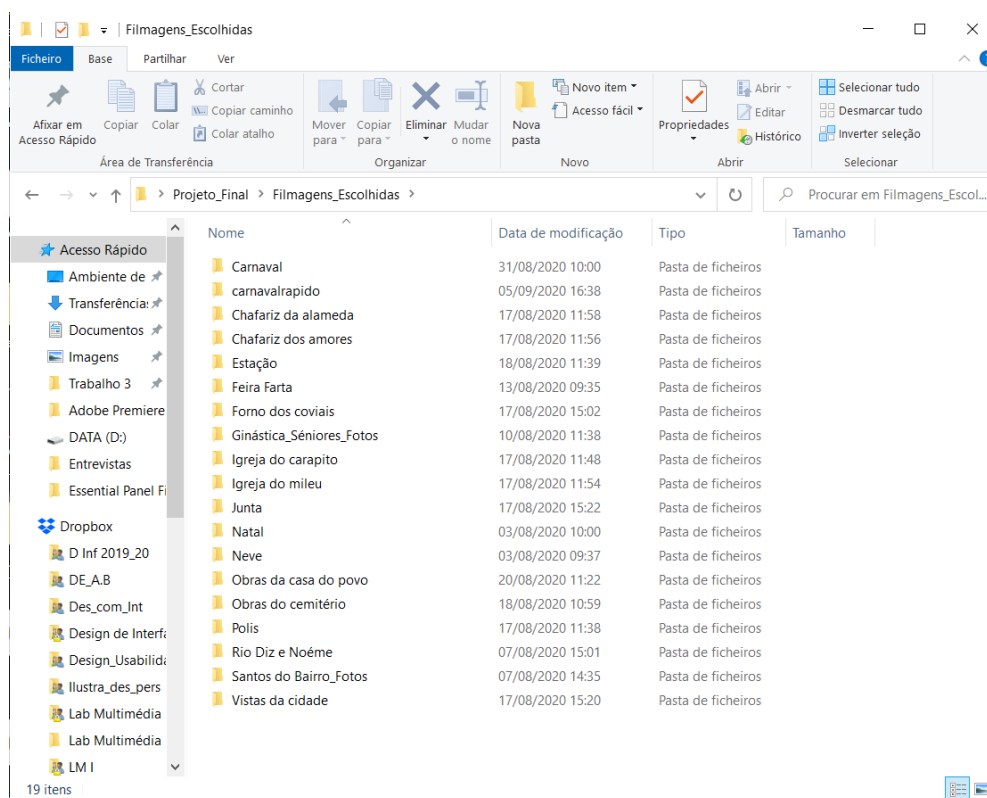 Filmagens_Escolhidas
Ficheiro Base Partilhar Ver
Afixar em Acesso Rápido
Copiar
Colar
Cortar
Copiar caminho
Colar atalho
Área de Transferência
Mover para
Copiar para
Eliminar
Mudar o nome
Organizar
Nova pasta
Novo item
Acesso fácil
Novo
Propriedades
Abrir
Editar
Histórico
Abrir
Selecionar tudo
Desmarcar tudo
Inverter seleção
Selecionar
Projeto_Final > Filmagens_Escolhidas >
Procurar em Filmagens_Escol...
Acesso Rápido
Ambiente de
Transferência:
Documentos
Imagens
Trabalho 3
Adobe Premiere
DATA (D:)
Entrevistas
Essential Panel Fi
Dropbox
D Inf 2019_20
DE_A.B
Des_com_Int
Design de Interfa
Design_Usabilida
Ilustra_des_pers
Lab Multimédia
Lab Multimédia
LM I
Nome Data de modificação Tipo Tamanho
Carnaval 31/08/2020 10:00 Pasta de ficheiros
carnavalrapido 05/09/2020 16:38 Pasta de ficheiros
Chafariz da alameda 17/08/2020 11:58 Pasta de ficheiros
Chafariz dos amores 17/08/2020 11:56 Pasta de ficheiros
Estação 18/08/2020 11:39 Pasta de ficheiros
Feira Farta 13/08/2020 09:35 Pasta de ficheiros
Forno dos coviais 17/08/2020 15:02 Pasta de ficheiros
Ginástica_Séniores_Fotos 10/08/2020 11:38 Pasta de ficheiros
Igreja do carapito 17/08/2020 11:48 Pasta de ficheiros
Igreja do mileu 17/08/2020 11:54 Pasta de ficheiros
Junta 17/08/2020 15:22 Pasta de ficheiros
Natal 03/08/2020 10:00 Pasta de ficheiros
Neve 03/08/2020 09:37 Pasta de ficheiros
Obras da casa do povo 20/08/2020 11:22 Pasta de ficheiros
Obras do cemitério 18/08/2020 10:59 Pasta de ficheiros
Polis 17/08/2020 11:38 Pasta de ficheiros
Rio Diz e Noéme 07/08/2020 15:01 Pasta de ficheiros
Santos do Bairro_Fotos 07/08/2020 14:35 Pasta de ficheiros
Vistas da cidade 17/08/2020 15:20 Pasta de ficheiros
19 itens